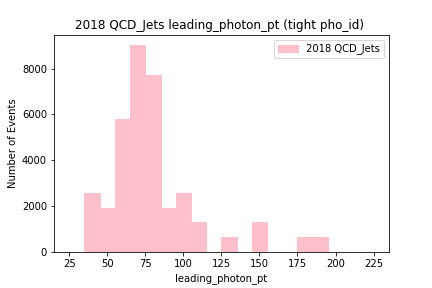 2018 QCD_Jets leading_photon_pt (tight pho_id)
2018 QCD_Jets
Number of Events
8000
6000
4000
2000
0
25 50 75 100 125 150 175 200 225
leading_photon_pt